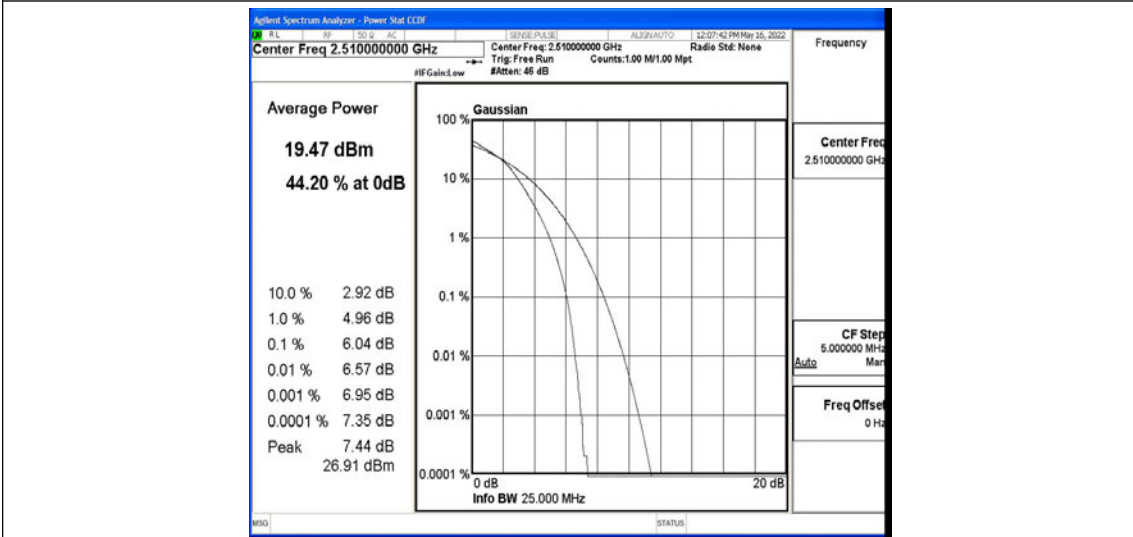 Agilent Spectrum Analyzer - Power Stat CCDF
RL RF 50 Ω AC SENSE:PULSE ALIGNAUTO 12:07:42 PM May 16, 2022
Center Freq 2.510000000 GHz
Center Freq: 2.510000000 GHz Radio Std: None
Trig: Free Run Counts:1.00 M/1.00 Mpt
#IFGain:Low #Atten: 46 dB
Frequency
Average Power
19.47 dBm
44.20 % at 0dB
10.0 % 2.92 dB
1.0 % 4.96 dB
0.1 % 6.04 dB
0.01 % 6.57 dB
0.001 % 6.95 dB
0.0001 % 7.35 dB
Peak 7.44 dB
26.91 dBm
Gaussian
100 %
10 %
1 %
0.1 %
0.01 %
0.001 %
0.0001 %
0 dB 20 dB
Info BW 25.000 MHz
Center Freq
2.510000000 GHz
CF Step
5.000000 MHz
Auto Man
Freq Offset
0 Hz
MSG STATUS